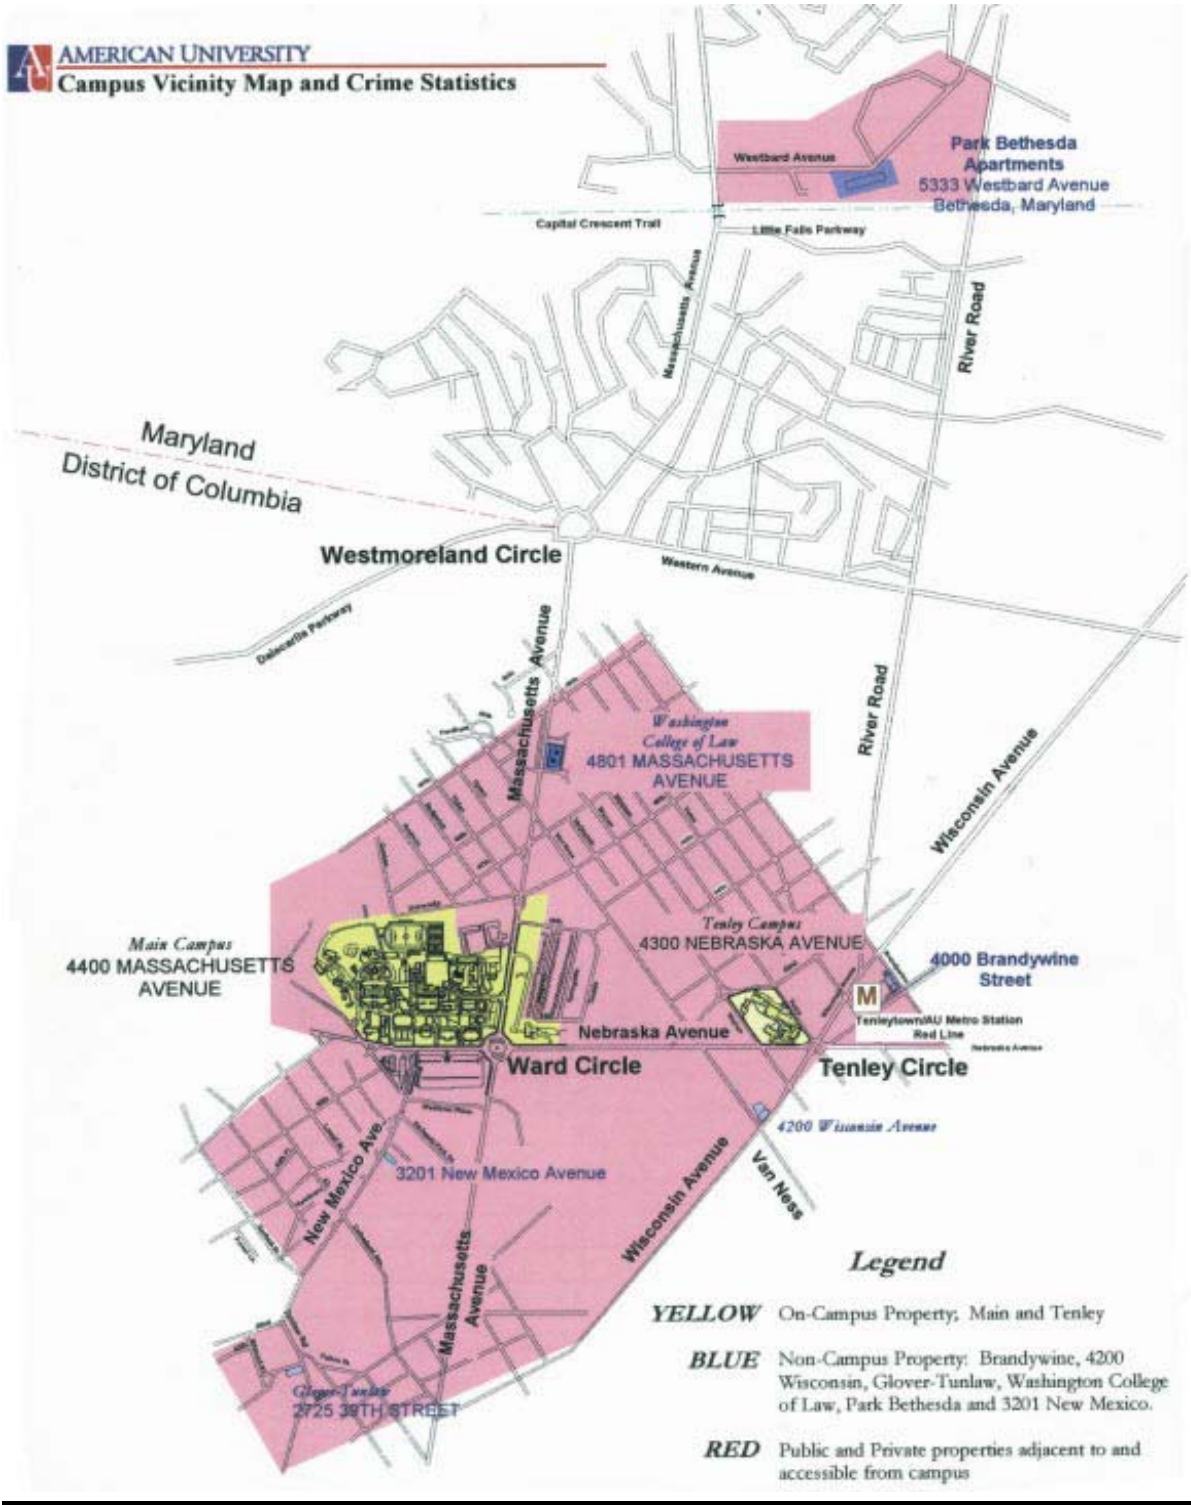 AU
AMERICAN UNIVERSITY
Campus Vicinity Map and Crime Statistics
Park Bethesda
Apartments
5333 Westbard Avenue
Bethesda, Maryland
Westbard Avenue
Capital Crescent Trail
Little Falls Parkway
Massachusetts Avenue
River Road
Maryland
District of Columbia
Westmoreland Circle
Western Avenue
Dalecarlia Parkway
Massachusetts Avenue
River Road
Wisconsin Avenue
Washington
College of Law
4801 MASSACHUSETTS
AVENUE
Main Campus
4400 MASSACHUSETTS
AVENUE
Tenley Campus
4300 NEBRASKA AVENUE
4000 Brandywine
Street
M
Tenleytown/AU Metro Station
Red Line
Nebraska Avenue
Nebraska Avenue
Ward Circle
Tenley Circle
4200 Wisconsin Avenue
Van Ness
3201 New Mexico Avenue
New Mexico Ave
Wisconsin Avenue
Massachusetts
Avenue
Glover-Tunlaw
2725 39TH STREET
Legend
YELLOW On-Campus Property; Main and Tenley
BLUE Non-Campus Property: Brandywine, 4200
Wisconsin, Glover-Tunlaw, Washington College
of Law, Park Bethesda and 3201 New Mexico.
RED Public and Private properties adjacent to and
accessible from campus